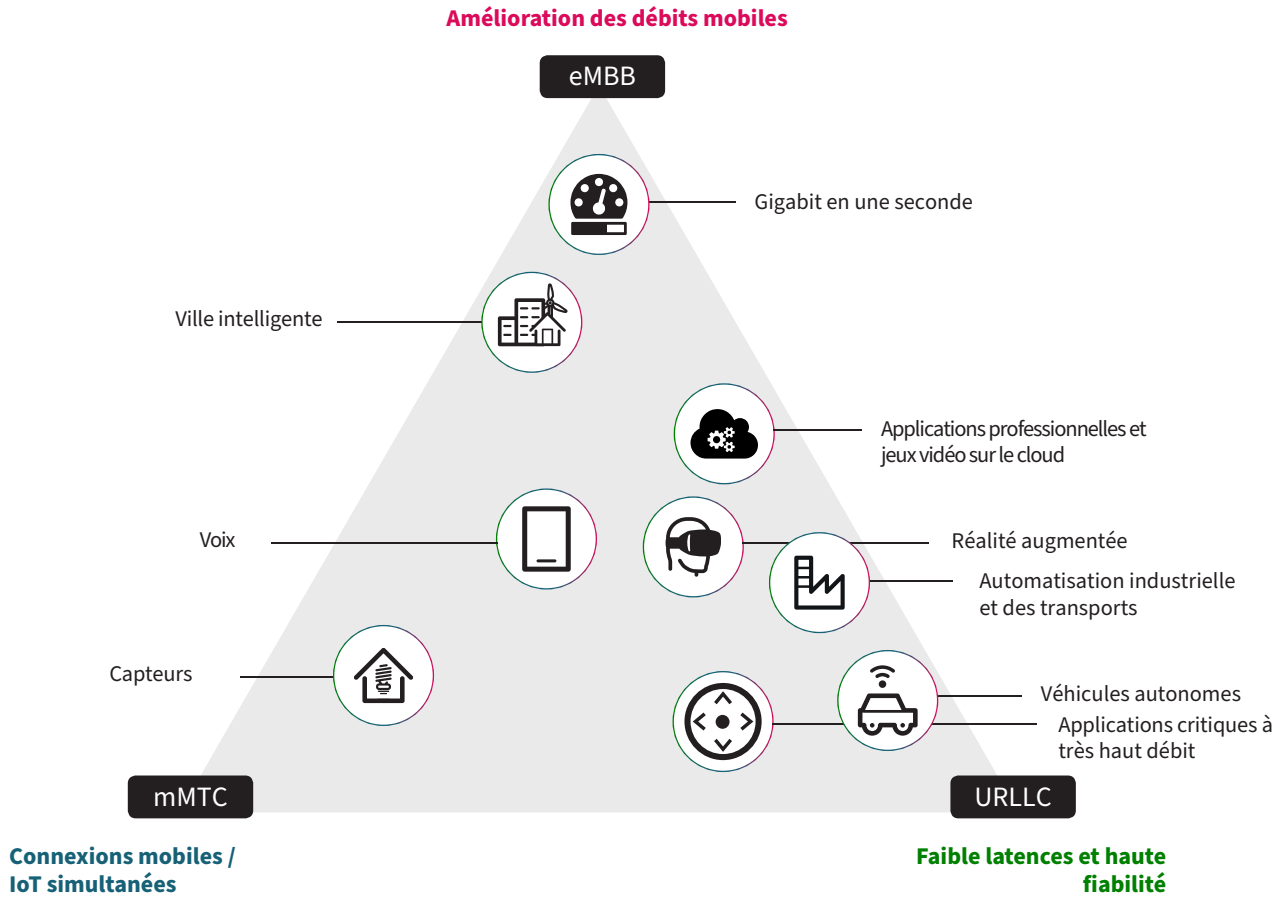 Amélioration des débits mobiles
eMBB
Gigabit en une seconde
Ville intelligente
Applications professionnelles et
jeux vidéo sur le cloud
Voix
Réalité augmentée
Automatisation industrielle
et des transports
Capteurs
Véhicules autonomes
Applications critiques à
très haut débit
mMTC
URLLC
Connexions mobiles /
IoT simultanées
Faible latences et haute
fiabilité